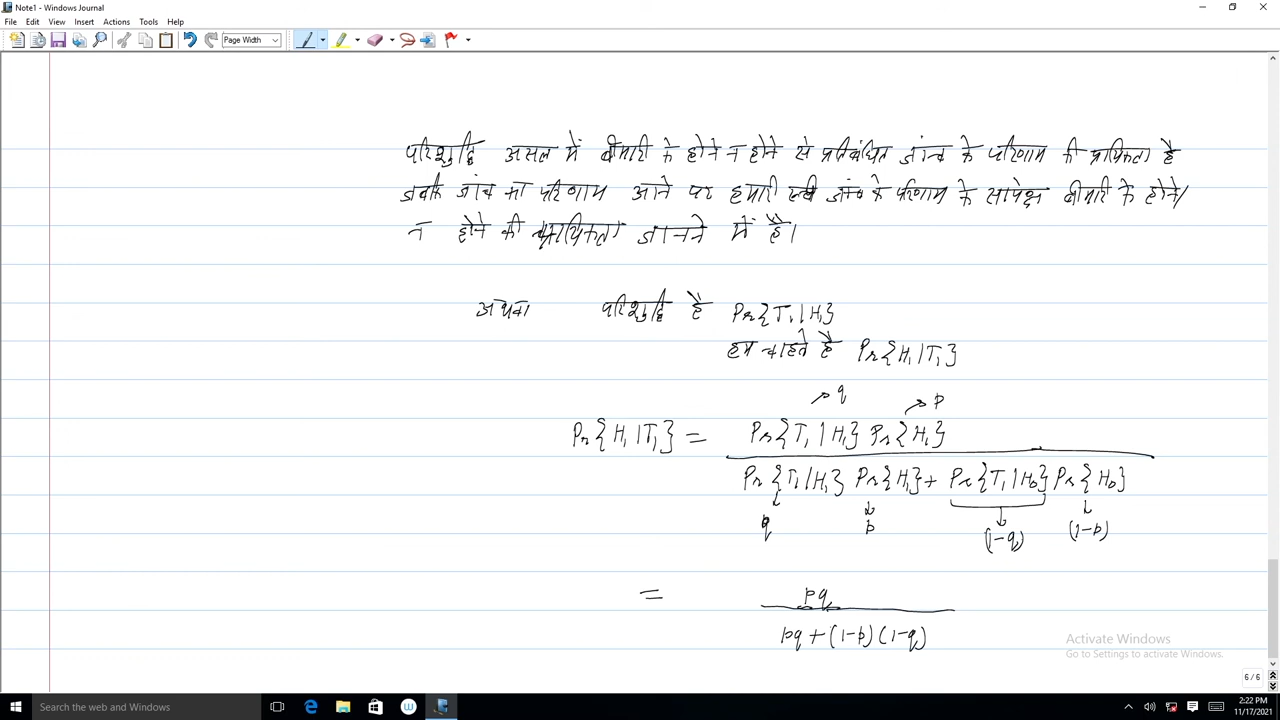 Note1 - Windows Journal
File Edit View Insert Actions Tools Help
Page Width
परिशुद्धि असल में बीमारी के होने न होने से प्रतिबंधित जांच के परिणाम की प्रायिकता है
जबकि जांच का परिणाम आने पर हमारी रूची जांच के परिणाम के सापेक्ष बीमारी के होने/
न होने की प्रायिकता जानने में है।
अथवा परिशुद्धि है Pr{T₁|H₁}
हम चाहते है Pr{H₁|T₁}
q p
Pr{H₁|T₁} = Pr{T₁|H₁} Pr{H₁}
Pr{T₁|H₁} Pr{H₁} + Pr{T₁|H₀} Pr{H₀}
q p (1-q) (1-p)
= pq
pq + (1-p)(1-q)
Activate Windows
Go to Settings to activate Windows.
6 / 6
Search the web and Windows
2:22 PM
11/17/2021